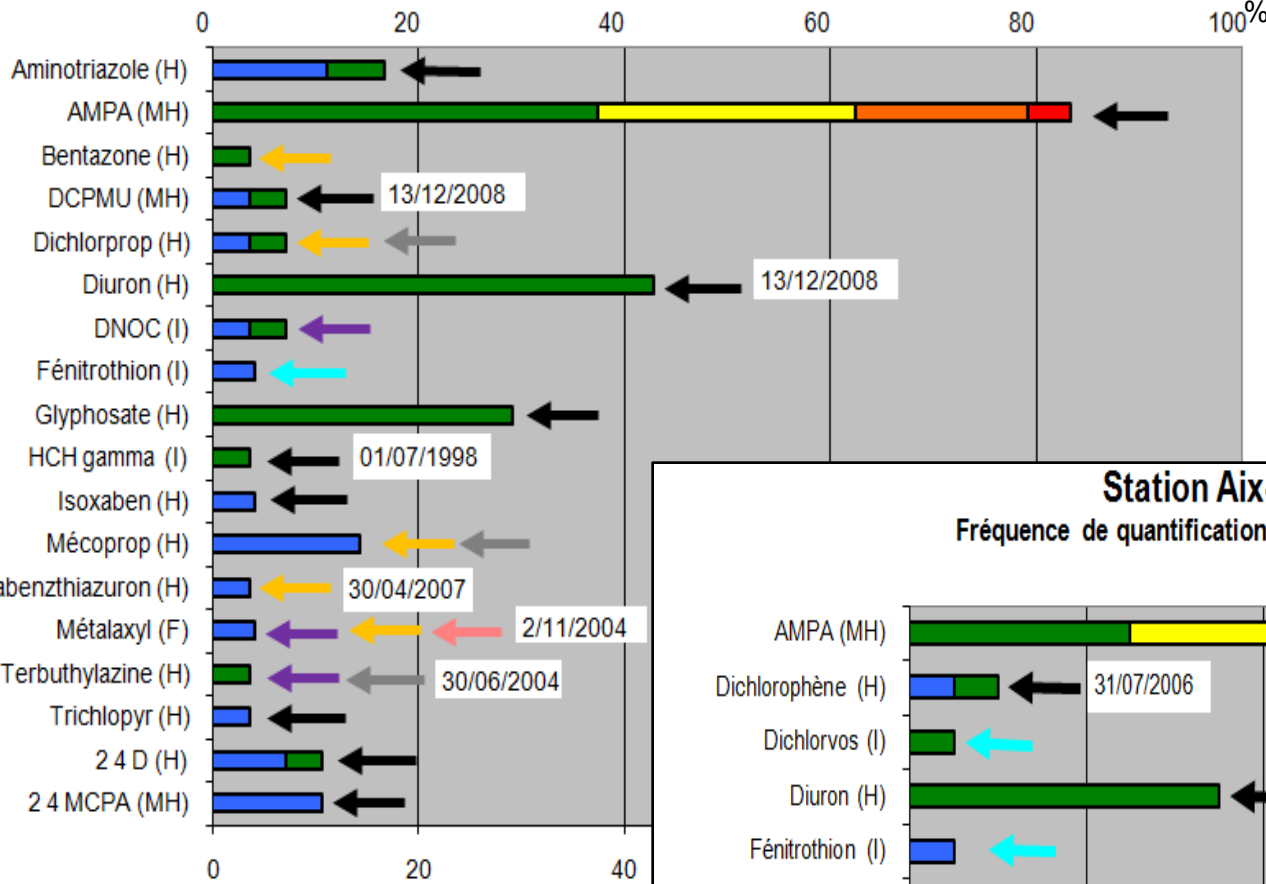 0 20 40 60 80 100 %
Aminotriazole (H)
AMPA (MH)
Bentazone (H)
DCPMU (MH) 13/12/2008
Dichlorprop (H)
Diuron (H) 13/12/2008
DNOC (I)
Fénitrothion (I)
Glyphosate (H)
HCH gamma (I) 01/07/1998
Isoxaben (H)
Mécoprop (H)
abenzthiazuron (H) 30/04/2007
Métalaxyl (F) 2/11/2004
Terbuthylazine (H) 30/06/2004
Trichlopyr (H)
2 4 D (H)
2 4 MCPA (MH)
0 20 40
Station Aix
Fréquence de quantification
AMPA (MH)
Dichlorophène (H) 31/07/2006
Dichlorvos (I)
Diuron (H)
Fénitrothion (I)